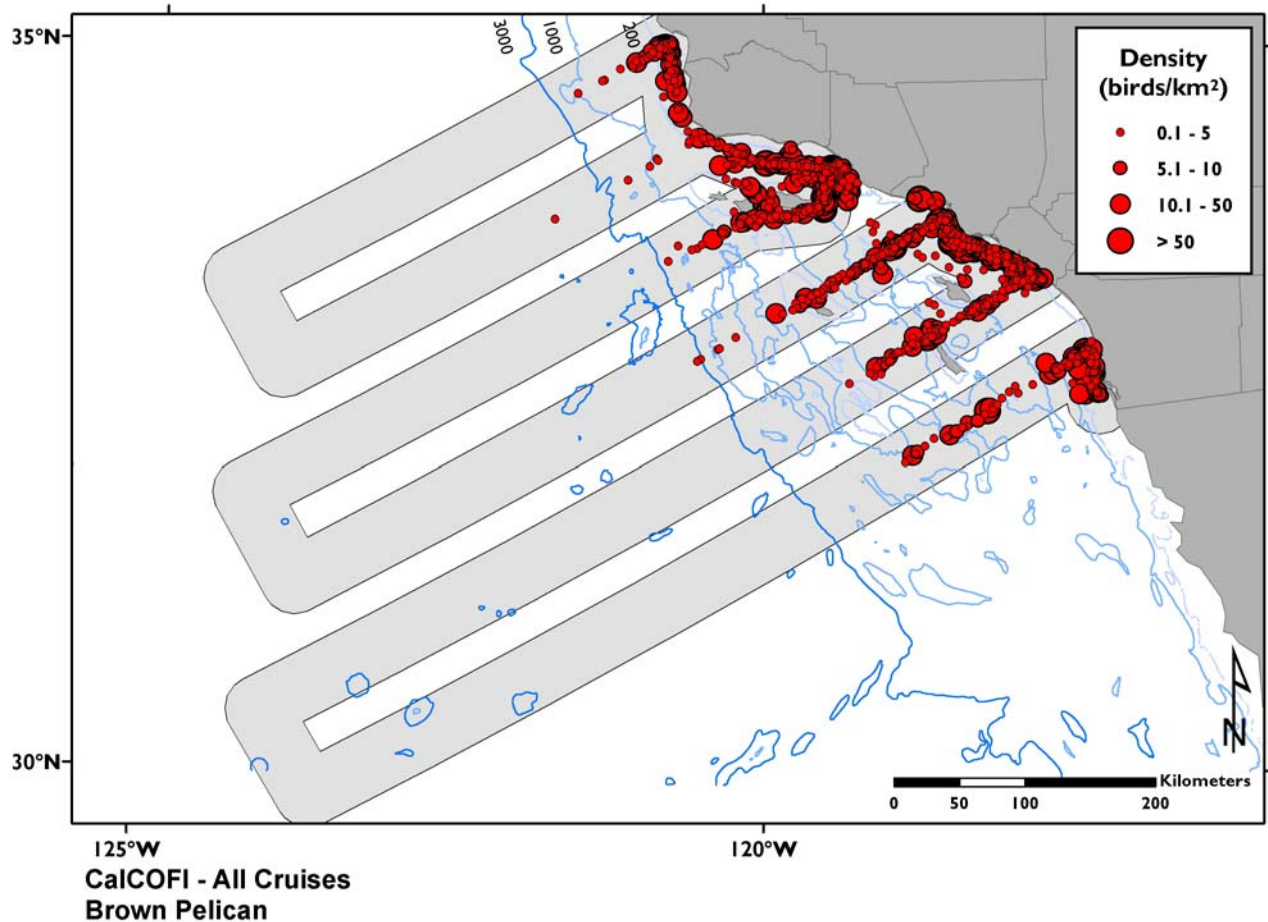 35°N
3000
1000
200
Density
(birds/km²)
0.1 - 5
5.1 - 10
10.1 - 50
> 50
30°N
N
Kilometers
0 50 100 200
125°W 120°W
CalCOFI - All Cruises
Brown Pelican